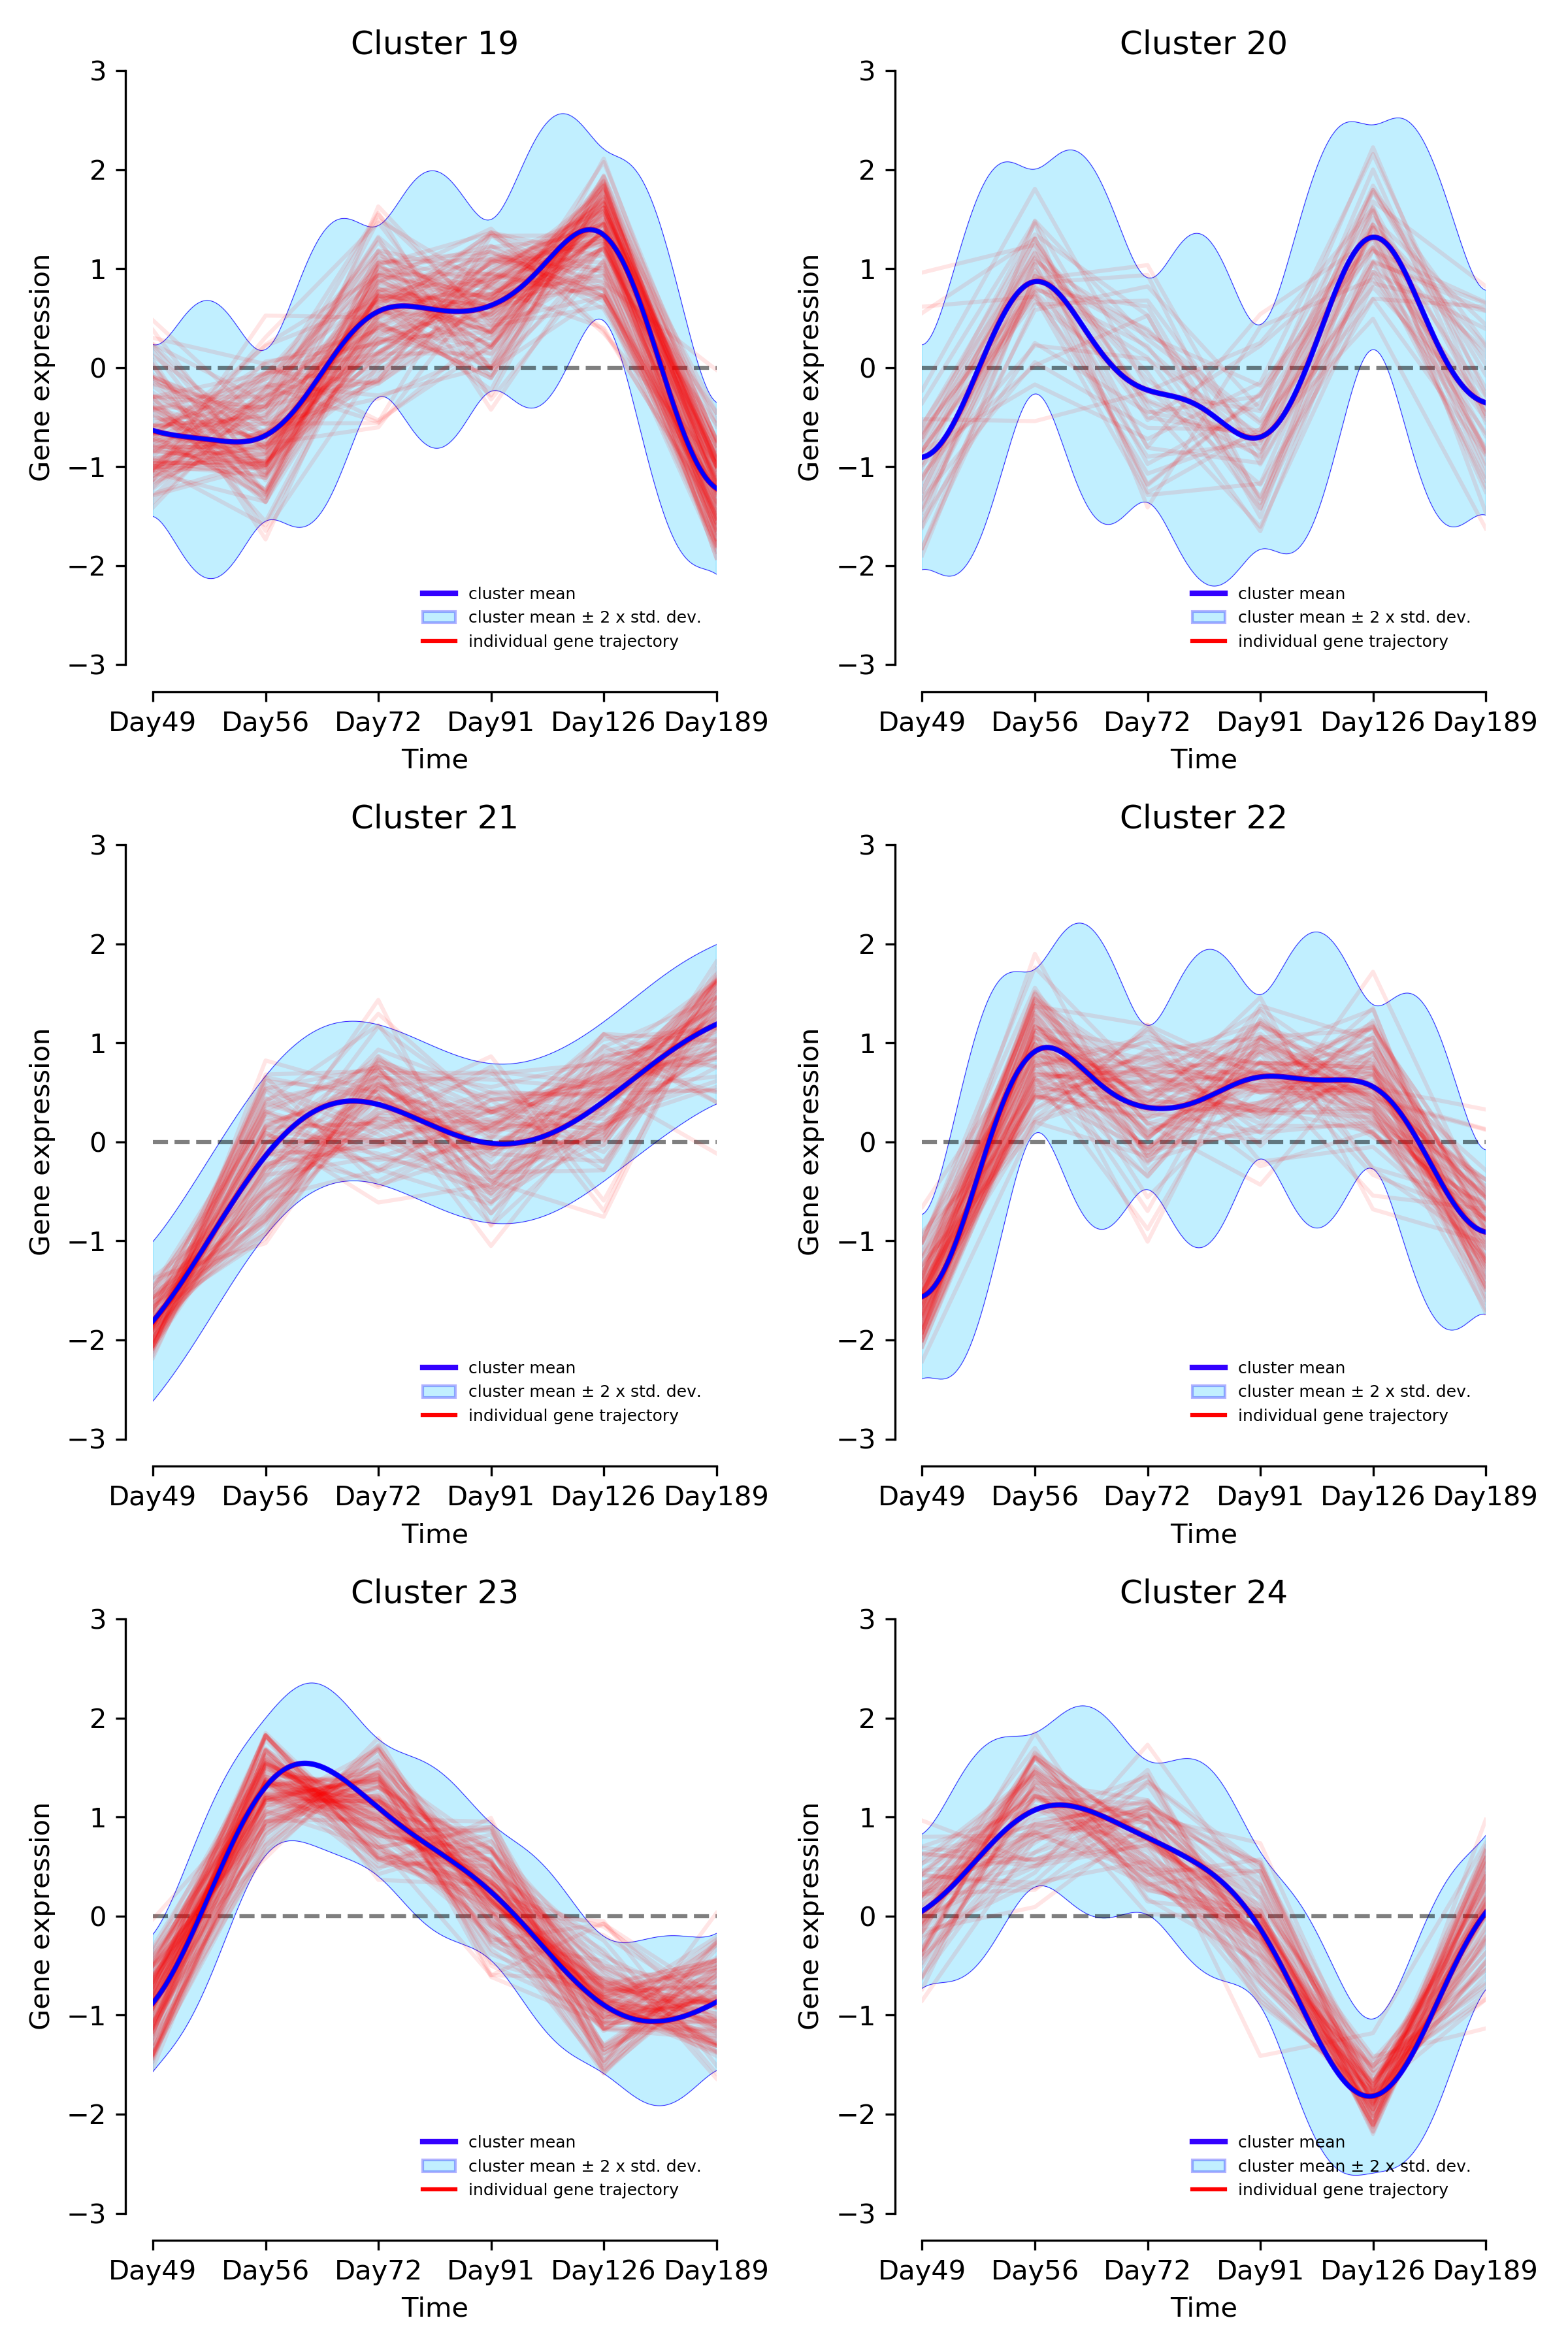 Cluster 19
Gene expression
3
2
1
0
−1
−2
−3
cluster mean
cluster mean ± 2 x std. dev.
individual gene trajectory
Day49 Day56 Day72 Day91 Day126 Day189
Time
Cluster 20
Gene expression
3
2
1
0
−1
−2
−3
cluster mean
cluster mean ± 2 x std. dev.
individual gene trajectory
Day49 Day56 Day72 Day91 Day126 Day189
Time
Cluster 21
Gene expression
3
2
1
0
−1
−2
−3
cluster mean
cluster mean ± 2 x std. dev.
individual gene trajectory
Day49 Day56 Day72 Day91 Day126 Day189
Time
Cluster 22
Gene expression
3
2
1
0
−1
−2
−3
cluster mean
cluster mean ± 2 x std. dev.
individual gene trajectory
Day49 Day56 Day72 Day91 Day126 Day189
Time
Cluster 23
Gene expression
3
2
1
0
−1
−2
−3
cluster mean
cluster mean ± 2 x std. dev.
individual gene trajectory
Day49 Day56 Day72 Day91 Day126 Day189
Time
Cluster 24
Gene expression
3
2
1
0
−1
−2
−3
cluster mean
cluster mean ± 2 x std. dev.
individual gene trajectory
Day49 Day56 Day72 Day91 Day126 Day189
Time